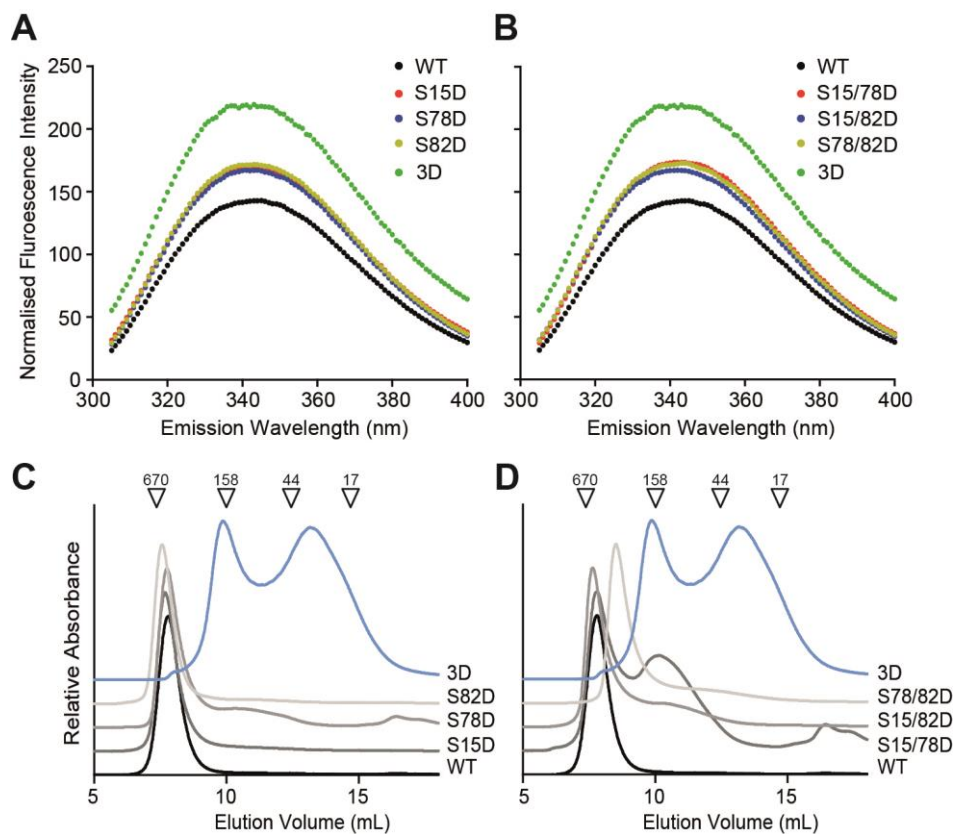 A
WT
S15D
S78D
S82D
3D
250
200
150
100
50
0
Normalised Fluorescence Intensity
300
320
340
360
380
400
Emission Wavelength (nm)
B
WT
S15/78D
S15/82D
S78/82D
3D
300
320
340
360
380
400
Emission Wavelength (nm)
C
670
158
44
17
Relative Absorbance
3D
S82D
S78D
S15D
WT
5
10
15
Elution Volume (mL)
D
670
158
44
17
3D
S78/82D
S15/82D
S15/78D
WT
5
10
15
Elution Volume (mL)